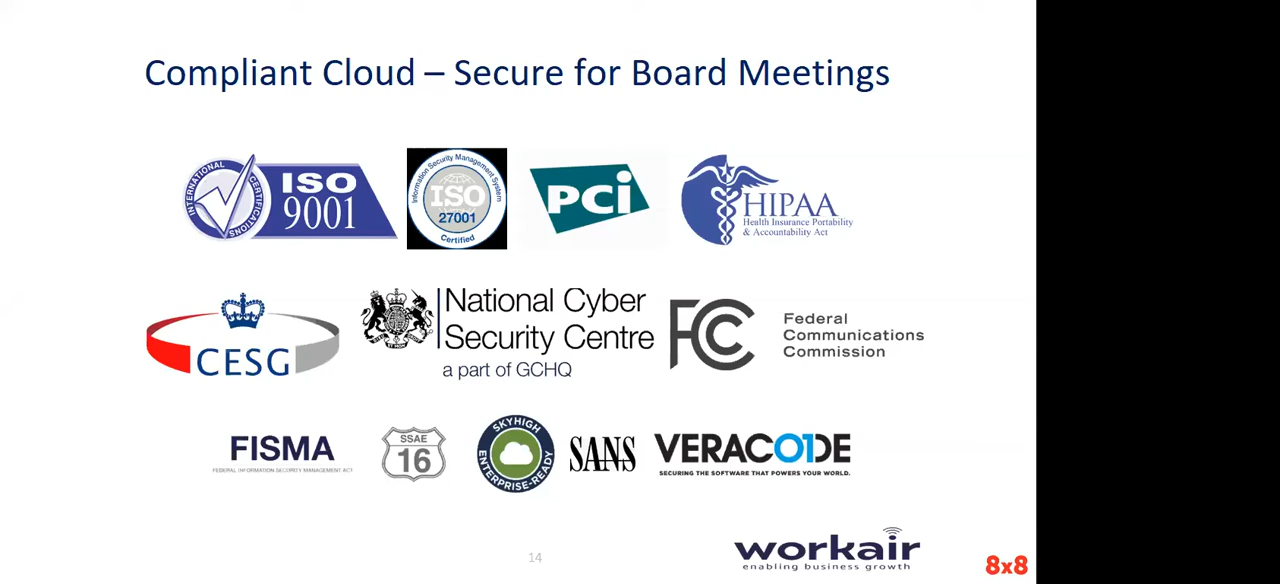 Compliant Cloud – Secure for Board Meetings
INTERNATIONAL CERTIFICATIONS
ISO
9001
Information Security Management System
ISO
27001
Certified
PCi
HIPAA
Health Insurance Portability
& Accountability Act
CESG
National Cyber
Security Centre
a part of GCHQ
FCC
Federal
Communications
Commission
FISMA
FEDERAL INFORMATION SECURITY MANAGEMENT ACT
SSAE
16
SKYHIGH
ENTERPRISE-READY
SANS
VERACODE
SECURING THE SOFTWARE THAT POWERS YOUR WORLD.
14
workair
enabling business growth
8x8